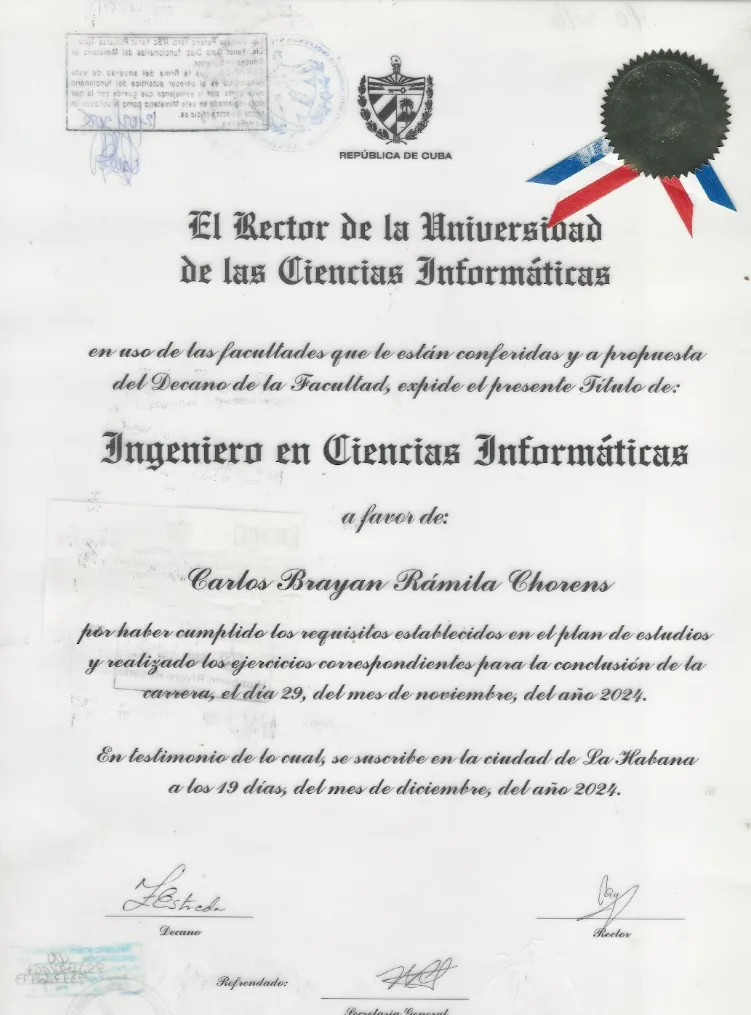 REPÚBLICA DE CUBA
El Rector de la Universidad
de las Ciencias Informáticas
en uso de las facultades que le están conferidas y a propuesta
del Decano de la Facultad, expide el presente Título de:
Ingeniero en Ciencias Informáticas
a favor de:
Carlos Brayan Rámila Chorens
por haber cumplido los requisitos establecidos en el plan de estudios
y realizado los ejercicios correspondientes para la conclusión de la
carrera, el día 29, del mes de noviembre, del año 2024.
En testimonio de lo cual, se suscribe en la ciudad de La Habana
a los 19 días, del mes de diciembre, del año 2024.
Decano
Rector
Refrendado:
Secretaria General